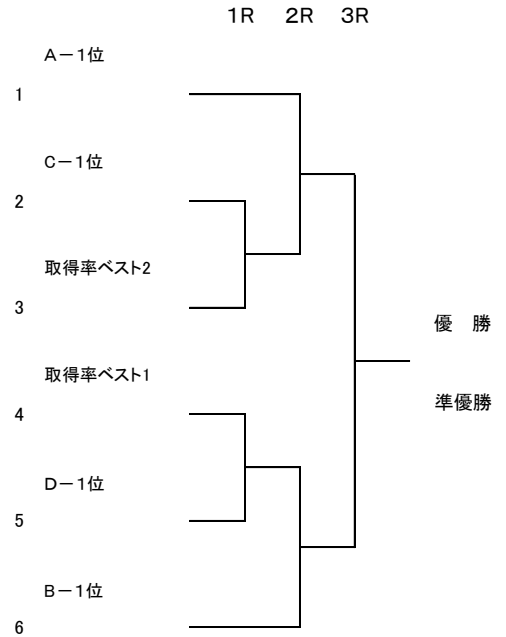 1R 2R 3R
A－1位
1
C－1位
2
取得率ベスト2
3
優　勝
取得率ベスト1
準優勝
4
D－1位
5
B－1位
6